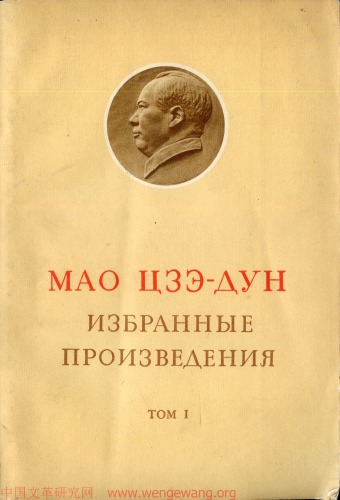 МАО ЦЗЭ-ДУН
ИЗБРАННЫЕ
ПРОИЗВЕДЕНИЯ
ТОМ I
中国文革研究网 www.wengewang.org